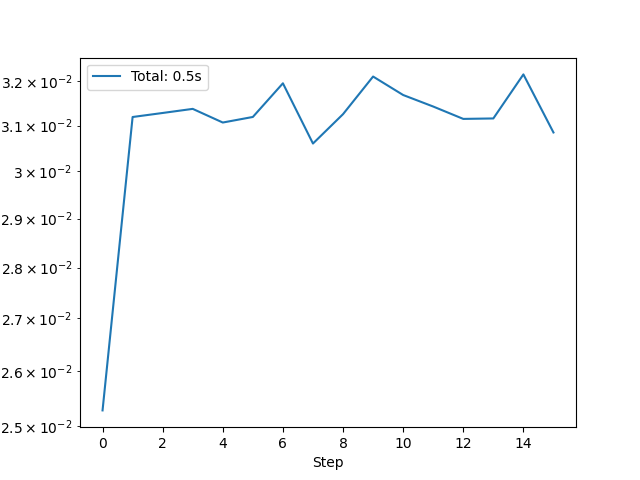 Total: 0.5s
3.2 × 10⁻²
3.1 × 10⁻²
3 × 10⁻²
2.9 × 10⁻²
2.8 × 10⁻²
2.7 × 10⁻²
2.6 × 10⁻²
2.5 × 10⁻²
0 2 4 6 8 10 12 14
Step